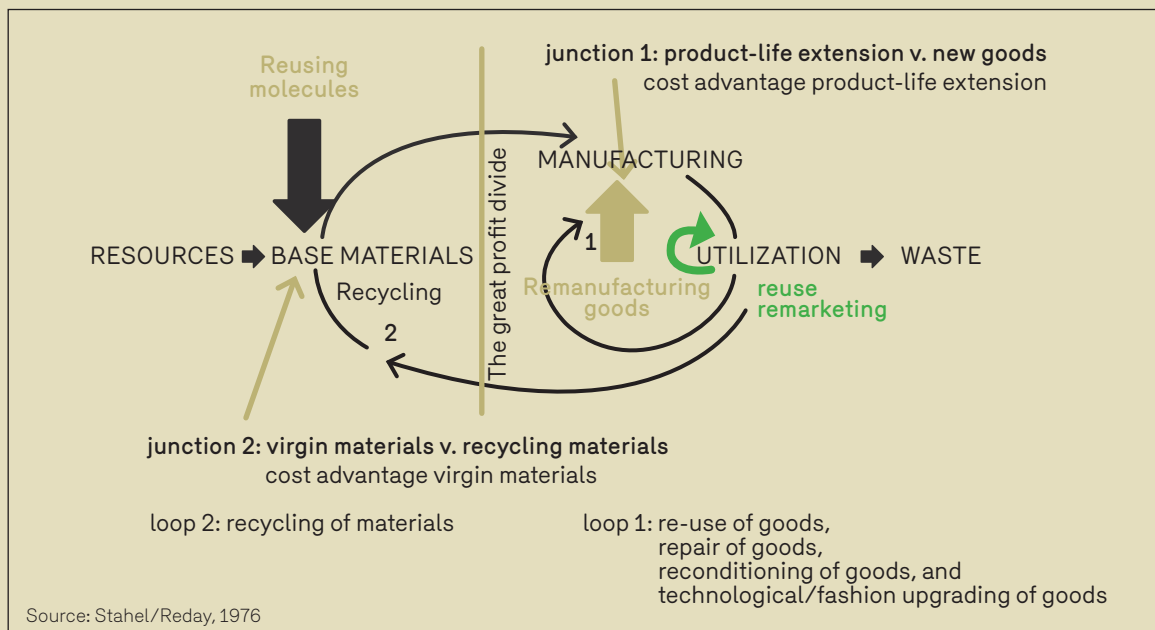 junction 1: product-life extension v. new goods
cost advantage product-life extension
Reusing
molecules
The great profit divide
MANUFACTURING
1
RESOURCES
BASE MATERIALS
UTILIZATION
WASTE
Recycling
Remanufacturing
goods
reuse
remarketing
2
junction 2: virgin materials v. recycling materials
cost advantage virgin materials
loop 2: recycling of materials
loop 1: re-use of goods,
repair of goods,
reconditioning of goods, and
technological/fashion upgrading of goods
Source: Stahel/Reday, 1976